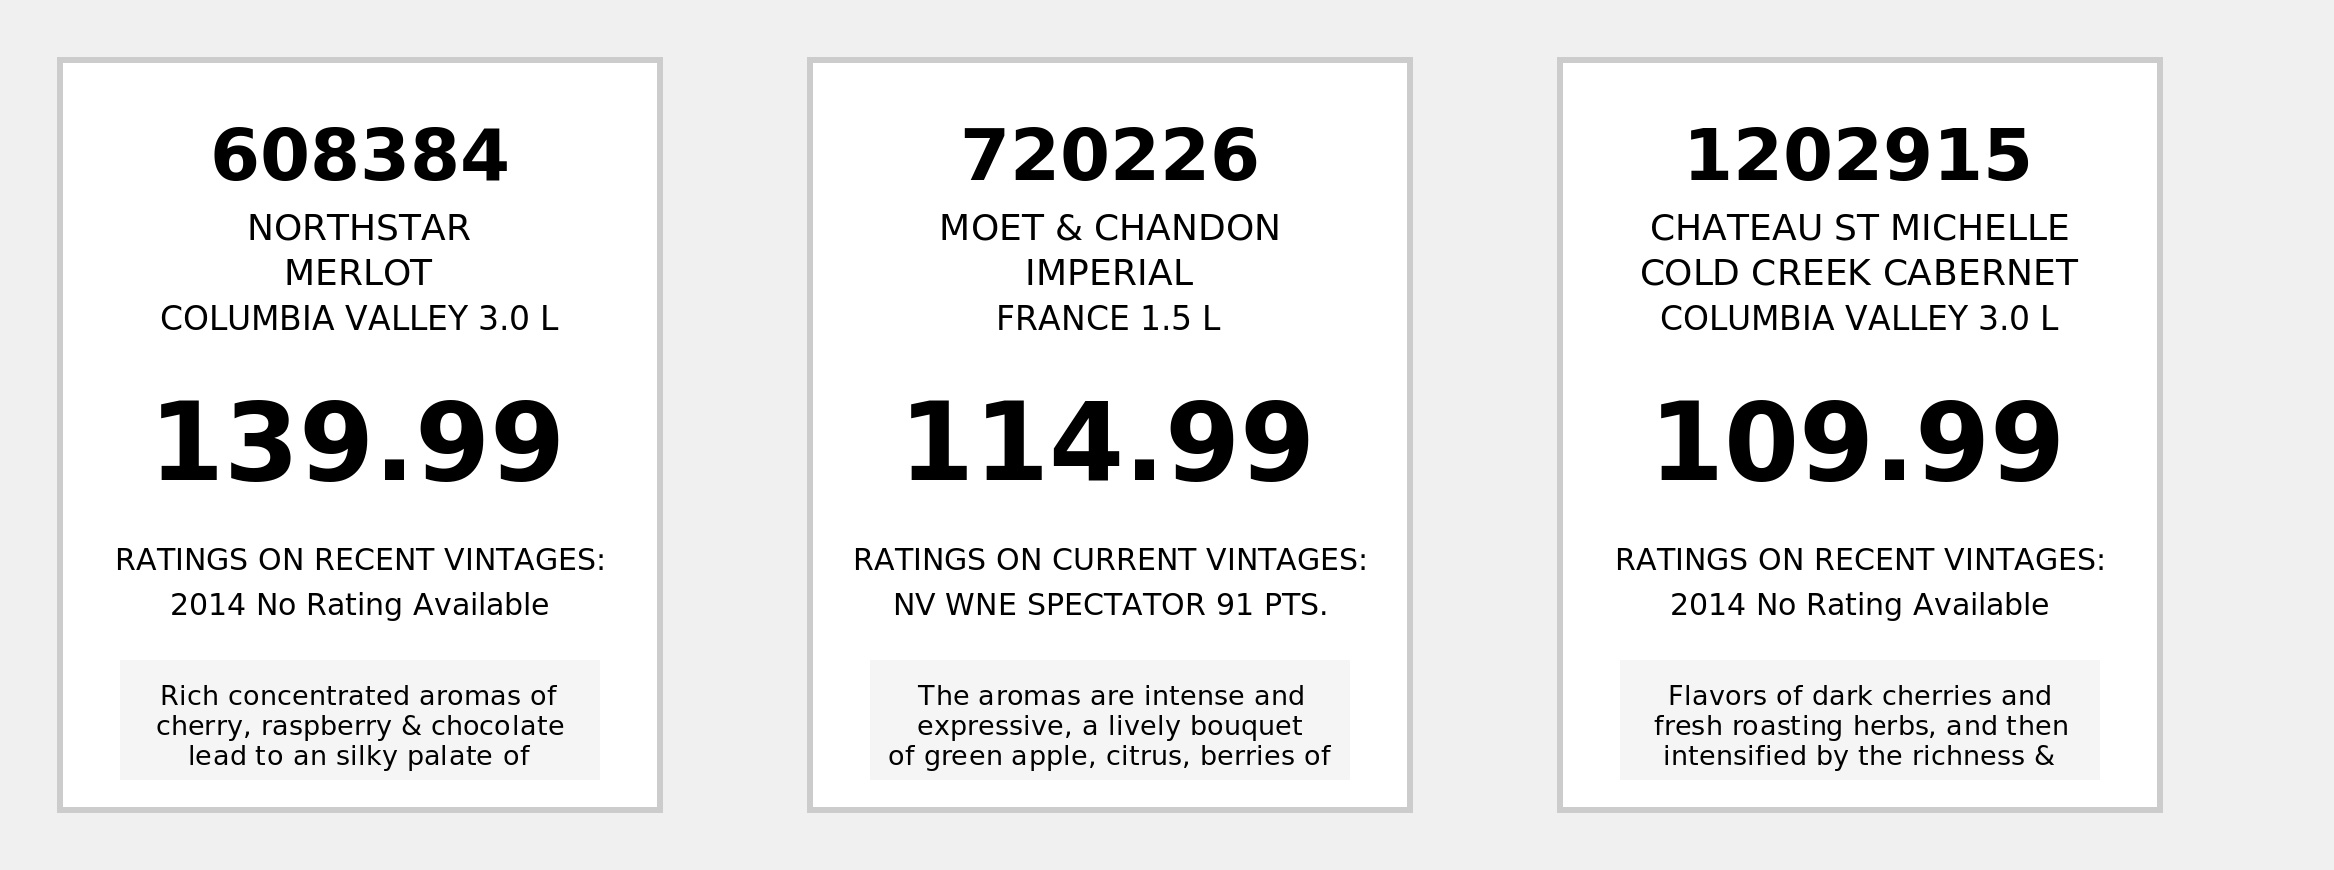 608384
NORTHSTAR
MERLOT
COLUMBIA VALLEY 3.0 L
139.99
RATINGS ON RECENT VINTAGES:
2014 No Rating Available
Rich concentrated aromas of
cherry, raspberry & chocolate
lead to an silky palate of
720226
MOET & CHANDON
IMPERIAL
FRANCE 1.5 L
114.99
RATINGS ON CURRENT VINTAGES:
NV WNE SPECTATOR 91 PTS.
The aromas are intense and
expressive, a lively bouquet
of green apple, citrus, berries of
1202915
CHATEAU ST MICHELLE
COLD CREEK CABERNET
COLUMBIA VALLEY 3.0 L
109.99
RATINGS ON RECENT VINTAGES:
2014 No Rating Available
Flavors of dark cherries and
fresh roasting herbs, and then
intensified by the richness &